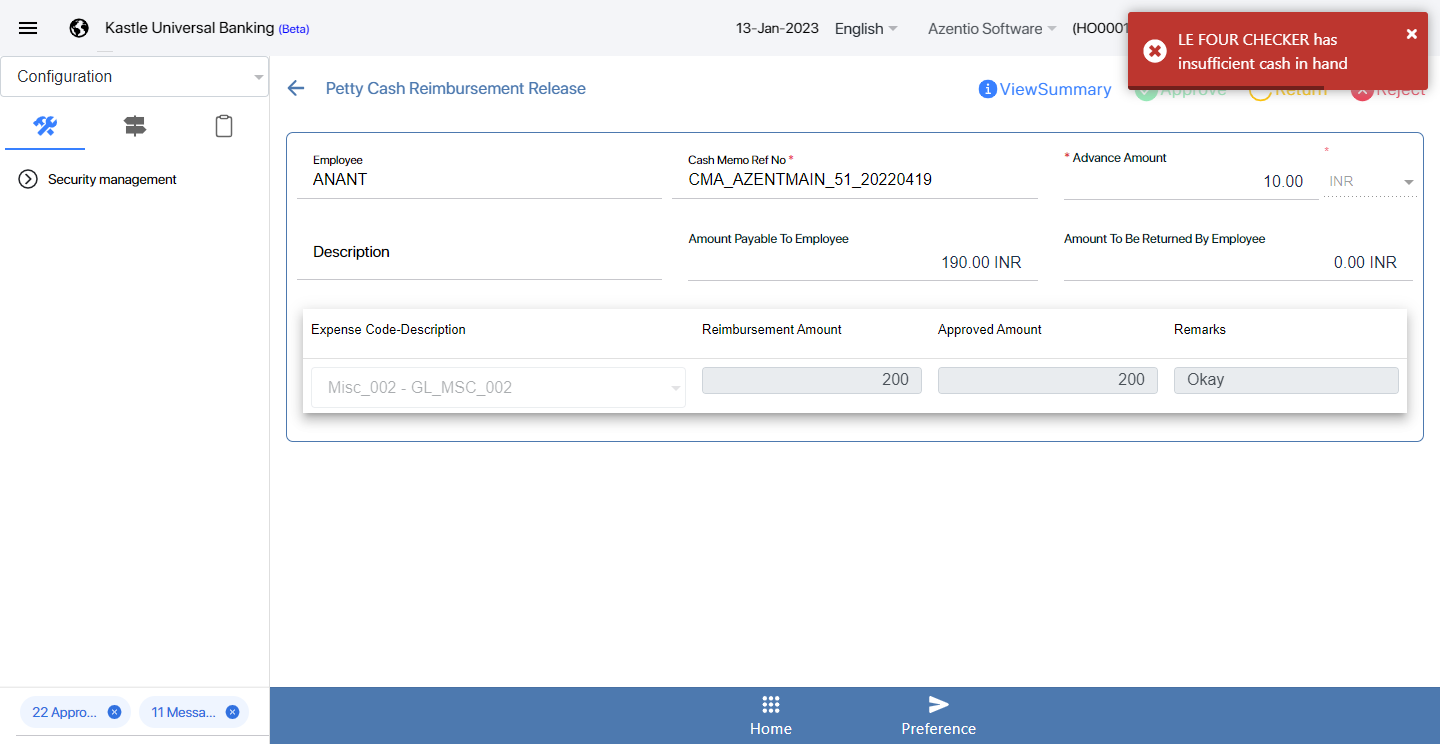 Kastle Universal Banking (Beta)
13-Jan-2023
English
Azentio Software
(HO0001
LE FOUR CHECKER has
insufficient cash in hand
Configuration
Petty Cash Reimbursement Release
ViewSummary
Approve
Return
Reject
Security management
Employee
ANANT
Cash Memo Ref No *
CMA_AZENTMAIN_51_20220419
* Advance Amount
10.00
*
INR
Description
Amount Payable To Employee
190.00 INR
Amount To Be Returned By Employee
0.00 INR
Expense Code-Description
Reimbursement Amount
Approved Amount
Remarks
Misc_002 - GL_MSC_002
200
200
Okay
22 Appro...
11 Messa...
Home
Preference